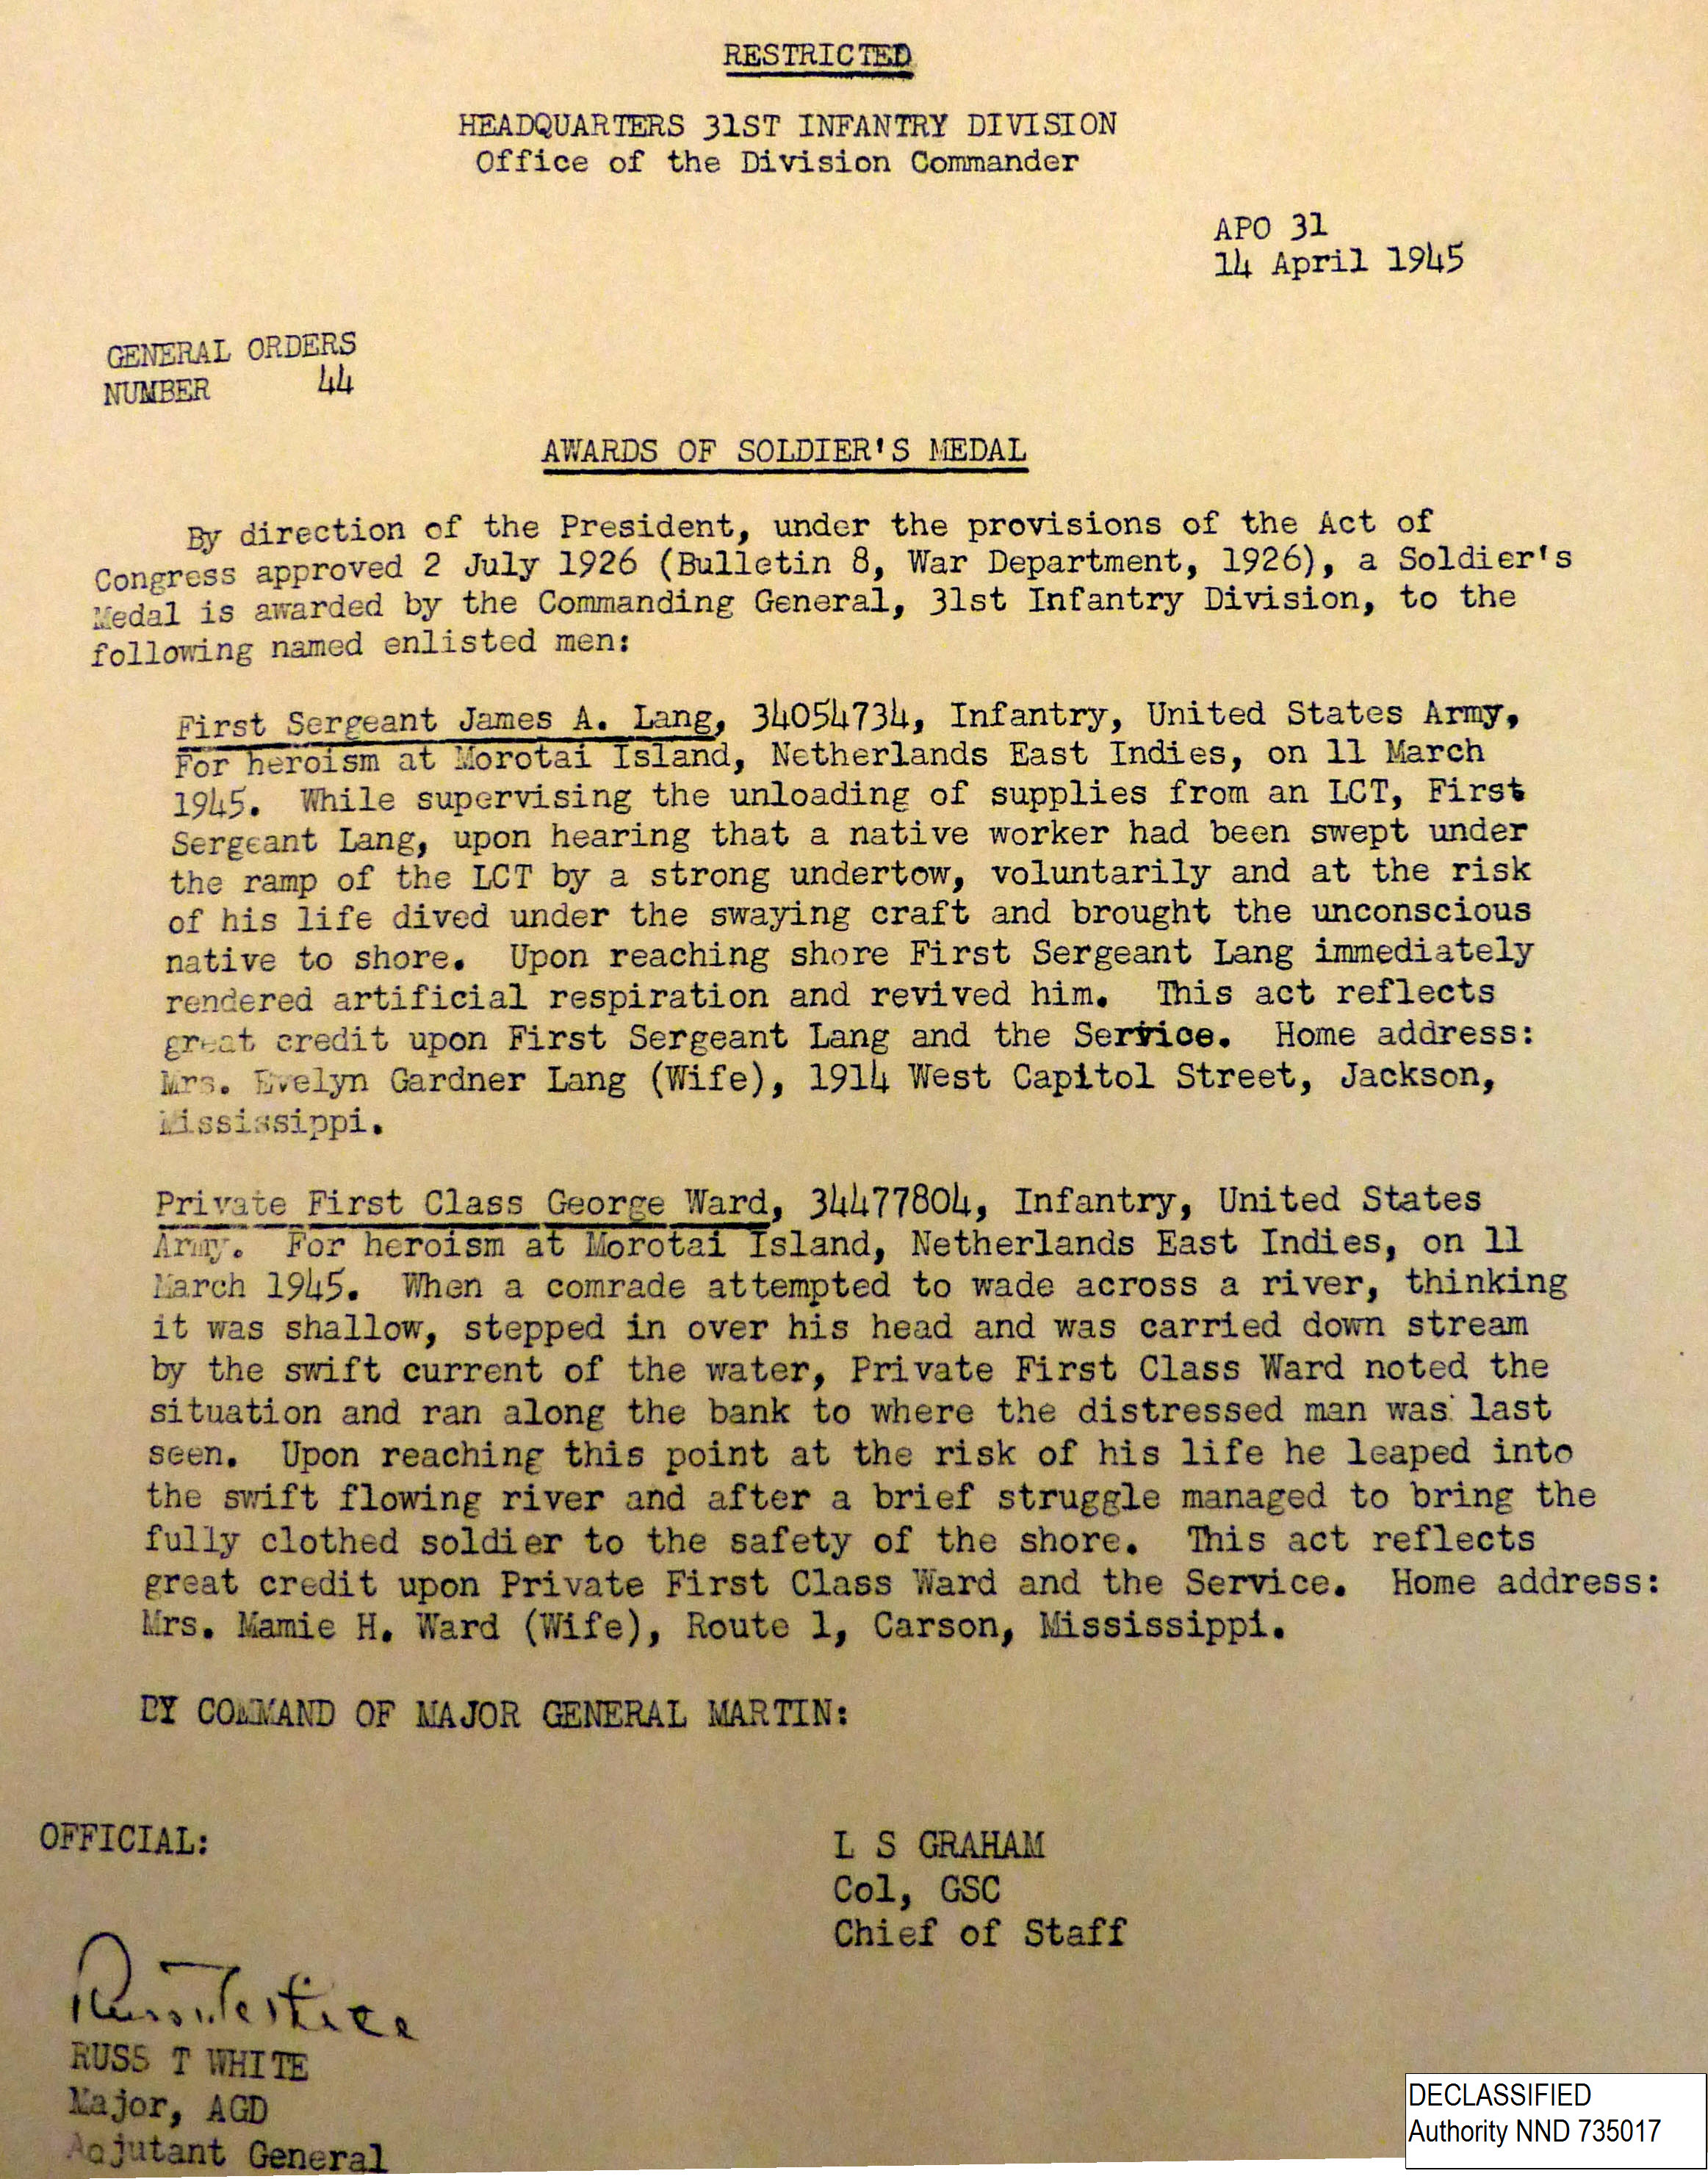 RESTRICTED
HEADQUARTERS 31ST INFANTRY DIVISION
Office of the Division Commander
APO 31
14 April 1945
GENERAL ORDERS
NUMBER 44
AWARDS OF SOLDIER'S MEDAL
By direction of the President, under the provisions of the Act of
Congress approved 2 July 1926 (Bulletin 8, War Department, 1926), a Soldier's
Medal is awarded by the Commanding General, 31st Infantry Division, to the
following named enlisted men:
First Sergeant James A. Lang, 34054734, Infantry, United States Army,
For heroism at Morotai Island, Netherlands East Indies, on 11 March
1945. While supervising the unloading of supplies from an LCT, First
Sergeant Lang, upon hearing that a native worker had been swept under
the ramp of the LCT by a strong undertow, voluntarily and at the risk
of his life dived under the swaying craft and brought the unconscious
native to shore. Upon reaching shore First Sergeant Lang immediately
rendered artificial respiration and revived him. This act reflects
great credit upon First Sergeant Lang and the Service. Home address:
Mrs. Evelyn Gardner Lang (Wife), 1914 West Capitol Street, Jackson,
Mississippi.
Private First Class George Ward, 34477804, Infantry, United States
Army. For heroism at Morotai Island, Netherlands East Indies, on 11
March 1945. When a comrade attempted to wade across a river, thinking
it was shallow, stepped in over his head and was carried down stream
by the swift current of the water, Private First Class Ward noted the
situation and ran along the bank to where the distressed man was last
seen. Upon reaching this point at the risk of his life he leaped into
the swift flowing river and after a brief struggle managed to bring the
fully clothed soldier to the safety of the shore. This act reflects
great credit upon Private First Class Ward and the Service. Home address:
Mrs. Mamie H. Ward (Wife), Route 1, Carson, Mississippi.
BY COMMAND OF MAJOR GENERAL MARTIN:
OFFICIAL:
L S GRAHAM
Col, GSC
Chief of Staff
RUSS T WHITE
Major, AGD
Adjutant General
DECLASSIFIED
Authority NND 735017